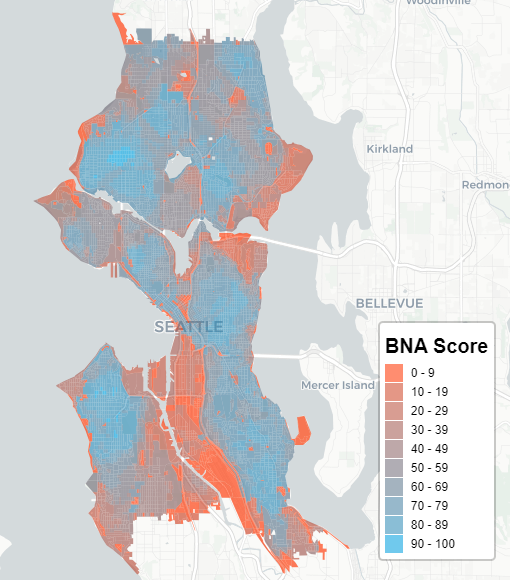 Woodinville
Kirkland
Redmon
BELLEVUE
SEATTLE
Mercer Island
BNA Score
0 - 9
10 - 19
20 - 29
30 - 39
40 - 49
50 - 59
60 - 69
70 - 79
80 - 89
90 - 100